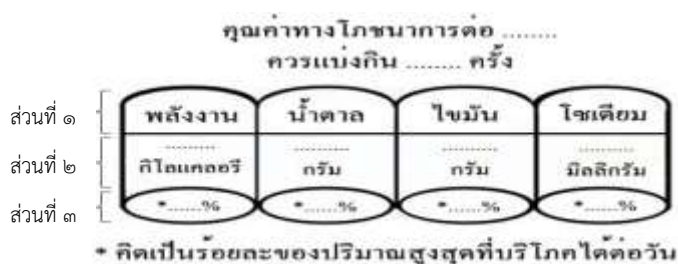 คุณค่าทางโภชนาการต่อ ........
ควรแบ่งกิน ........ ครั้ง
ส่วนที่ ๑ พลังงาน น้ำตาล ไขมัน โซเดียม
ส่วนที่ ๒ ......... ......... ......... .........
กิโลแคลอรี กรัม กรัม มิลลิกรัม
ส่วนที่ ๓ *......% *......% *......% *......%
* คิดเป็นร้อยละของปริมาณสูงสุดที่บริโภคได้ต่อวัน